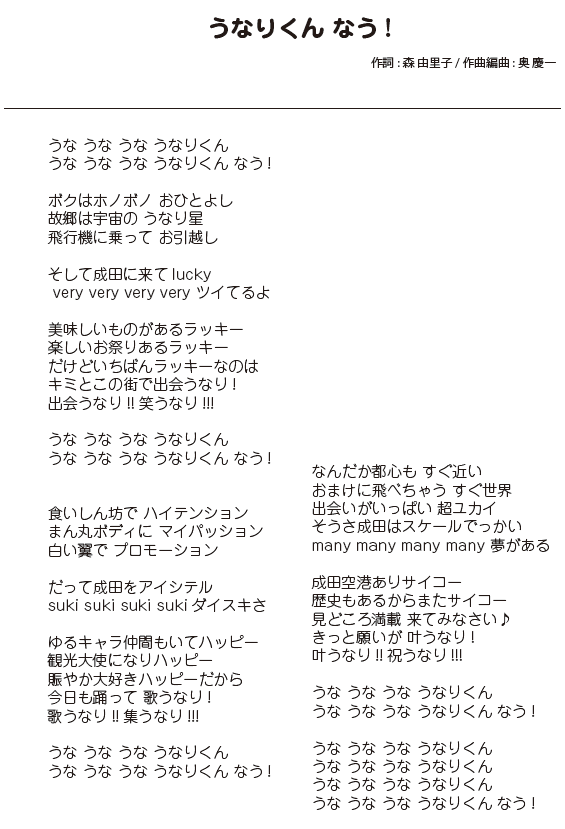 うなりくん なう!
作詞 : 森 由里子 / 作曲編曲 : 奥 慶一
うな うな うな うなりくん
うな うな うな うなりくん なう!
ボクはホノボノ おひとよし
故郷は宇宙の うなり星
飛行機に乗って お引越し
そして成田に来て lucky
very very very very ツイてるよ
美味しいものがあるラッキー
楽しいお祭りあるラッキー
だけどいちばんラッキーなのは
キミとこの街で出会うなり!
出会うなり!! 笑うなり!!!
うな うな うな うなりくん
うな うな うな うなりくん なう!
食いしん坊で ハイテンション
まん丸ボディに マイパッション
白い翼で プロモーション
だって成田をアイシテル
suki suki suki suki ダイスキさ
ゆるキャラ仲間もいてハッピー
観光大使になりハッピー
賑やか大好きハッピーだから
今日も踊って 歌うなり!
歌うなり!! 集うなり!!!
うな うな うな うなりくん
うな うな うな うなりくん なう!
なんだか都心も すぐ近い
おまけに飛べちゃう すぐ世界
出会いがいっぱい 超ユカイ
そうさ成田はスケールでっかい
many many many many 夢がある
成田空港ありサイコー
歴史もあるからまたサイコー
見どころ満載 来てみなさい♪
きっと願いが 叶うなり!
叶うなり!! 祝うなり!!!
うな うな うな うなりくん
うな うな うな うなりくん なう!
うな うな うな うなりくん
うな うな うな うなりくん
うな うな うな うなりくん
うな うな うな うなりくん なう!